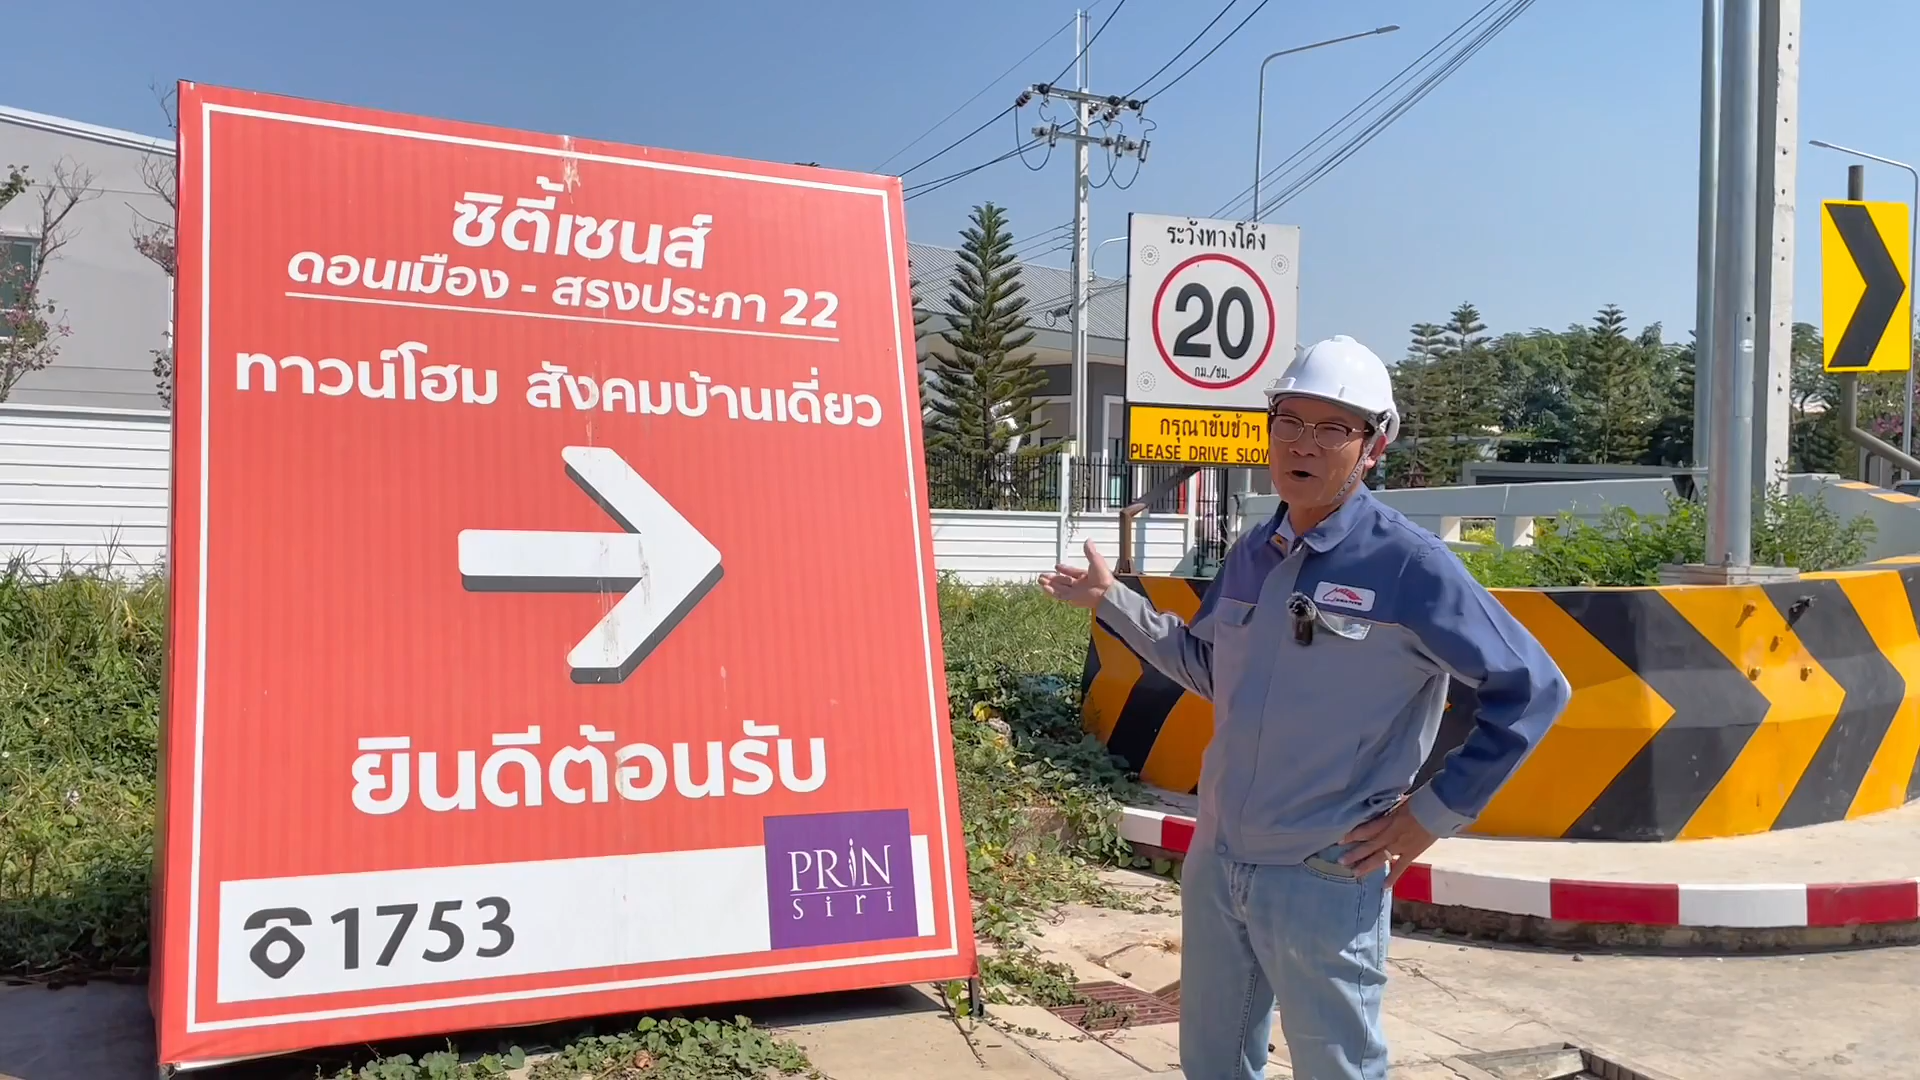 ซิตี้เซนส์
ดอนเมือง - สรงประภา 22
ทาวน์โฮม สังคมบ้านเดี่ยว
ยินดีต้อนรับ
1753
PRIN
siri
ระวังทางโค้ง
20
กม./ชม.
กรุณาขับช้าๆ
PLEASE DRIVE SLOW